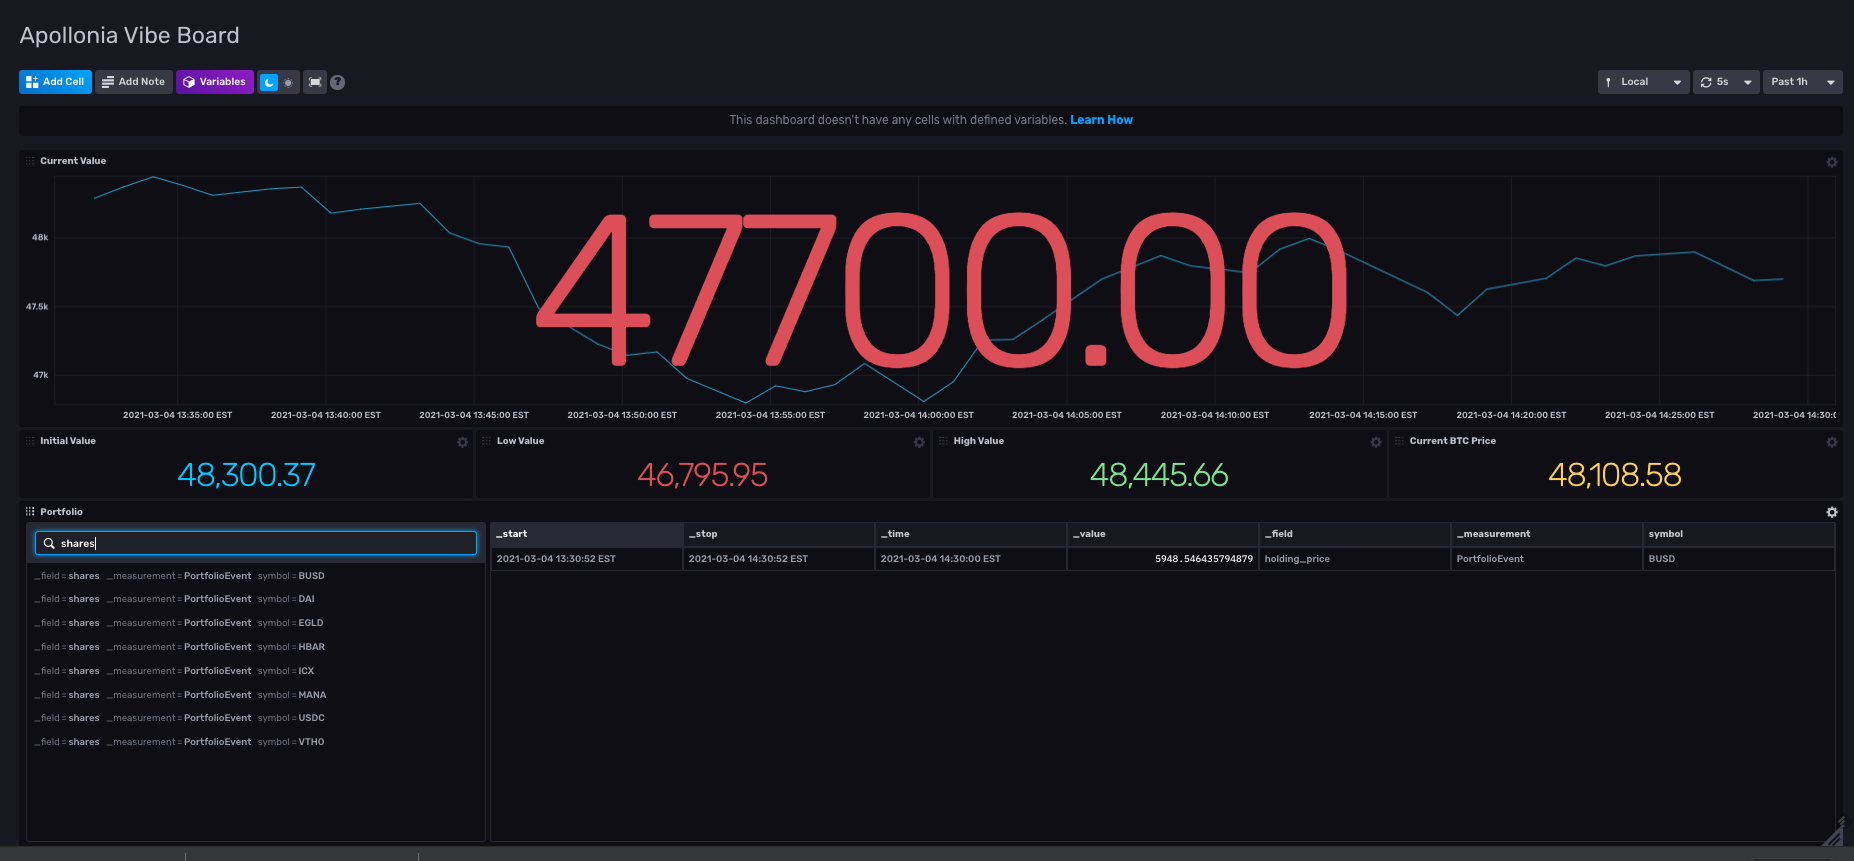 Apollonia Vibe Board
Add Cell Add Note Variables ? Local 5s Past 1h
This dashboard doesn't have any cells with defined variables. Learn How
Current Value
48k
47.5k
47k
47700.00
2021-03-04 13:35:00 EST 2021-03-04 13:40:00 EST 2021-03-04 13:45:00 EST 2021-03-04 13:50:00 EST 2021-03-04 13:55:00 EST 2021-03-04 14:00:00 EST 2021-03-04 14:05:00 EST 2021-03-04 14:10:00 EST 2021-03-04 14:15:00 EST 2021-03-04 14:20:00 EST 2021-03-04 14:25:00 EST 2021-03-04 14:30:0
Initial Value Low Value High Value Current BTC Price
48,300.37 46,795.95 48,445.66 48,108.58
Portfolio
shares
_field = shares _measurement = PortfolioEvent symbol = BUSD
_field = shares _measurement = PortfolioEvent symbol = DAI
_field = shares _measurement = PortfolioEvent symbol = EGLD
_field = shares _measurement = PortfolioEvent symbol = HBAR
_field = shares _measurement = PortfolioEvent symbol = ICX
_field = shares _measurement = PortfolioEvent symbol = MANA
_field = shares _measurement = PortfolioEvent symbol = USDC
_field = shares _measurement = PortfolioEvent symbol = VTHO
_start _stop _time _value _field _measurement symbol
2021-03-04 13:30:52 EST 2021-03-04 14:30:52 EST 2021-03-04 14:30:00 EST 5948.546435794879 holding_price PortfolioEvent BUSD